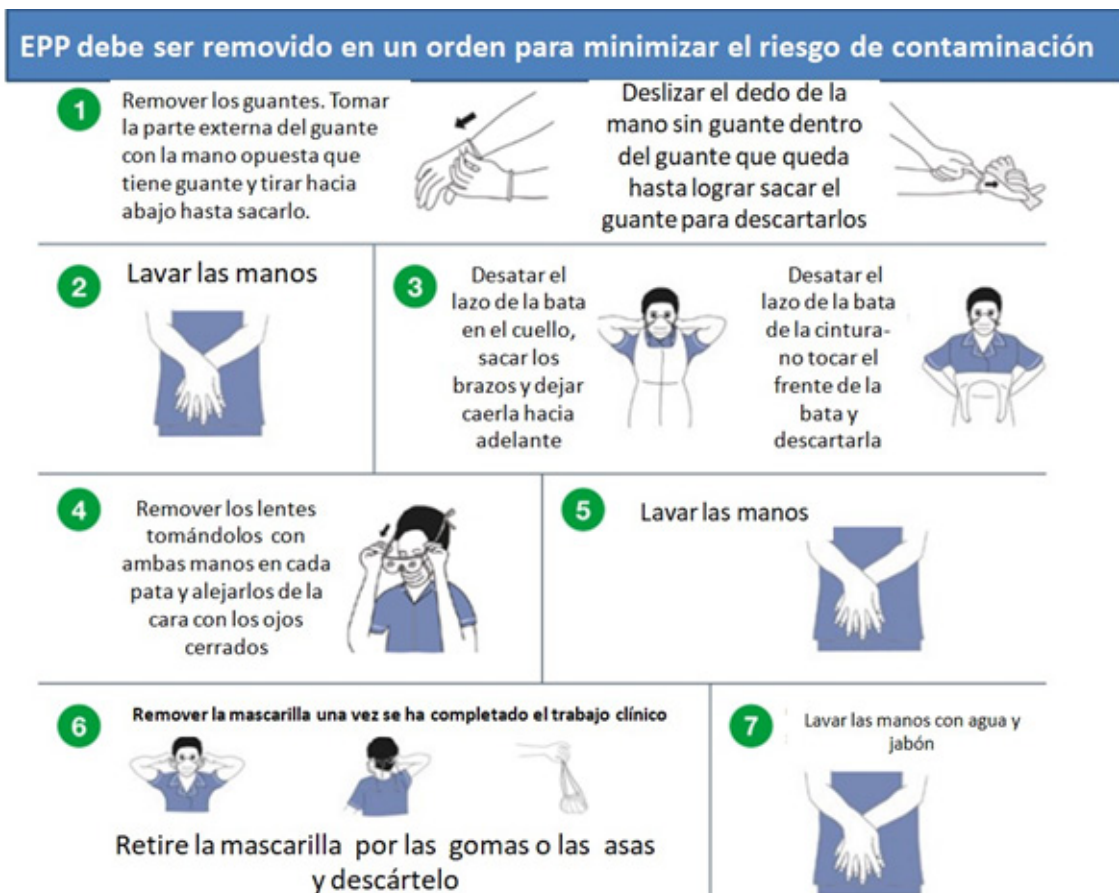 EPP debe ser removido en un orden para minimizar el riesgo de contaminación
1
Remover los guantes. Tomar
la parte externa del guante
con la mano opuesta que
tiene guante y tirar hacia
abajo hasta sacarlo.
Deslizar el dedo de la
mano sin guante dentro
del guante que queda
hasta lograr sacar el
guante para descartarlos
2
Lavar las manos
3
Desatar el
lazo de la bata
en el cuello,
sacar los
brazos y dejar
caerla hacia
adelante
Desatar el
lazo de la bata
de la cintura-
no tocar el
frente de la
bata y
descartarla
4
Remover los lentes
tomándolos con
ambas manos en cada
pata y alejarlos de la
cara con los ojos
cerrados
5
Lavar las manos
6
Remover la mascarilla una vez se ha completado el trabajo clínico
Retire la mascarilla por las gomas o las asas
y descártelo
7
Lavar las manos con agua y
jabón